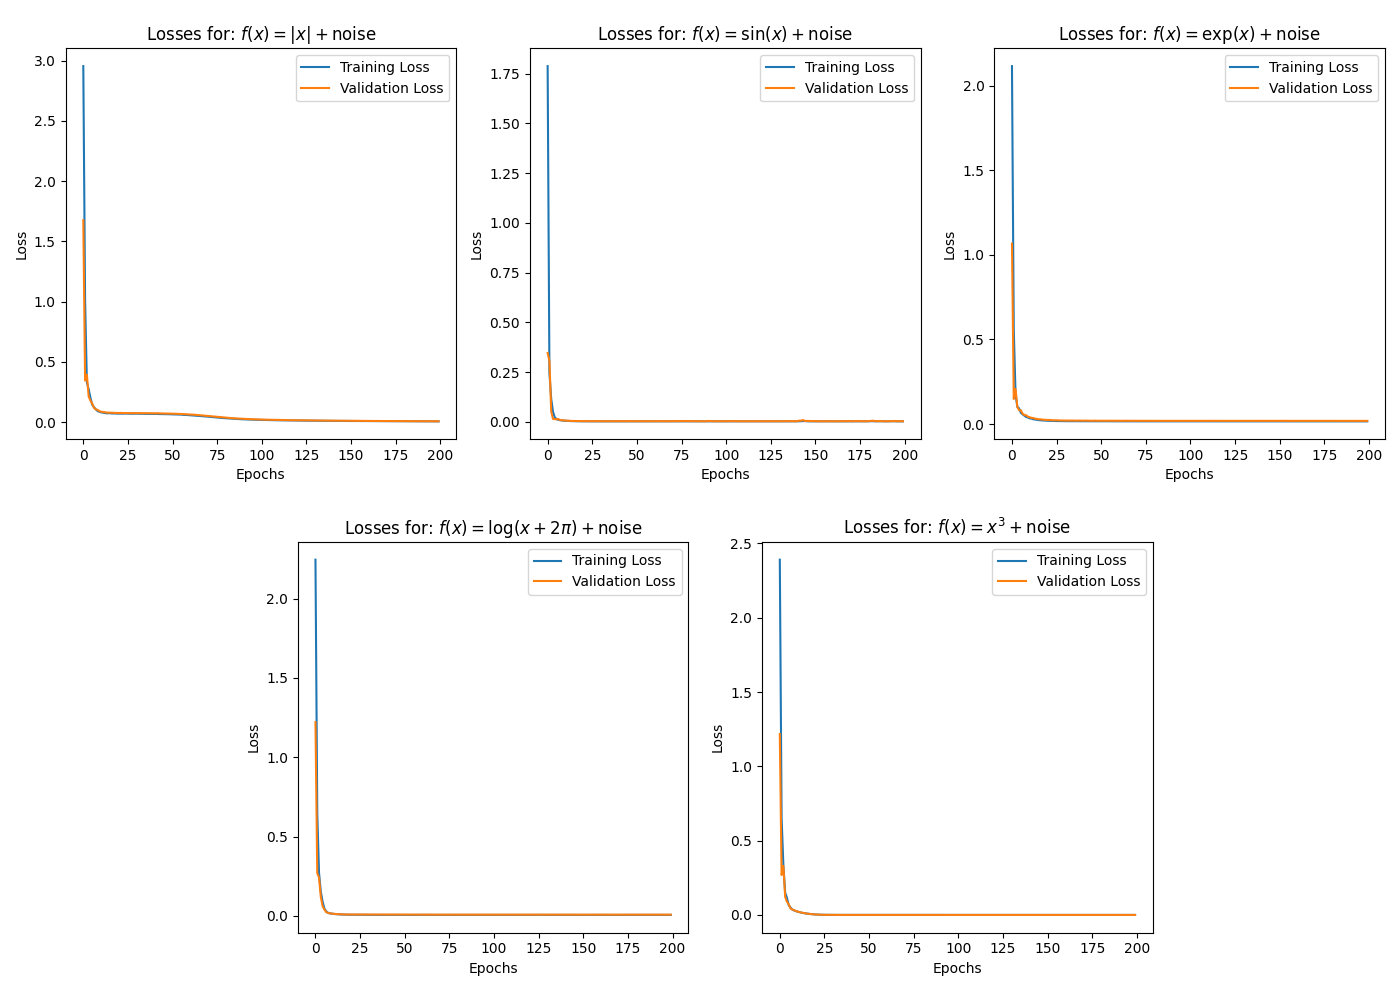 Losses for: f(x) = |x| + noise
Training Loss
Validation Loss
3.0
2.5
2.0
1.5
1.0
0.5
0.0
Loss
0 25 50 75 100 125 150 175 200
Epochs
Losses for: f(x) = sin(x) + noise
Training Loss
Validation Loss
1.75
1.50
1.25
1.00
0.75
0.50
0.25
0.00
Loss
0 25 50 75 100 125 150 175 200
Epochs
Losses for: f(x) = exp(x) + noise
Training Loss
Validation Loss
2.0
1.5
1.0
0.5
0.0
Loss
0 25 50 75 100 125 150 175 200
Epochs
Losses for: f(x) = log(x + 2π) + noise
Training Loss
Validation Loss
2.0
1.5
1.0
0.5
0.0
Loss
0 25 50 75 100 125 150 175 200
Epochs
Losses for: f(x) = x³ + noise
Training Loss
Validation Loss
2.5
2.0
1.5
1.0
0.5
0.0
Loss
0 25 50 75 100 125 150 175 200
Epochs